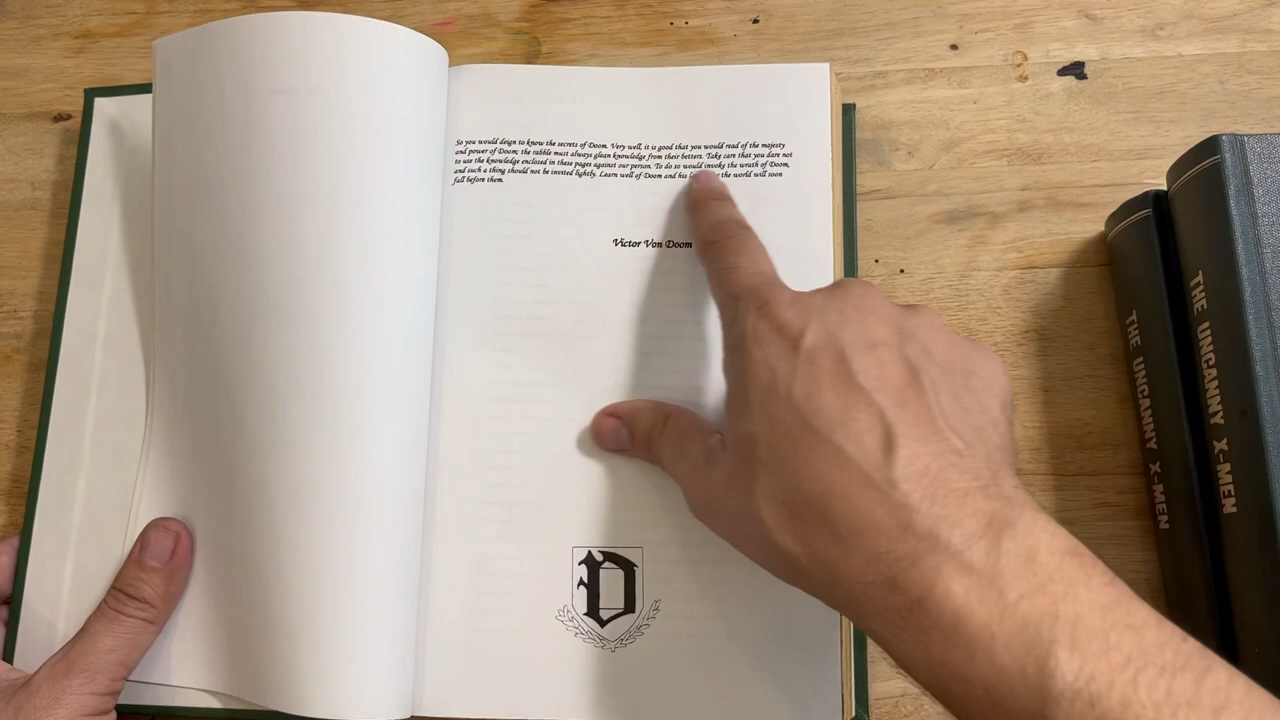 So you would deign to know the secrets of Doom. Very well, it is good that you would read of the majesty
and power of Doom; the rabble must always glean knowledge from their betters. Take care that you dare not
to use the knowledge enclosed in these pages against our person. To do so would invoke the wrath of Doom,
and such a thing should not be invited lightly. Learn well of Doom and his the world will soon
fall before them.
Victor Von Doom
D
THE UNCANNY X-MEN
THE UNCANNY X-MEN